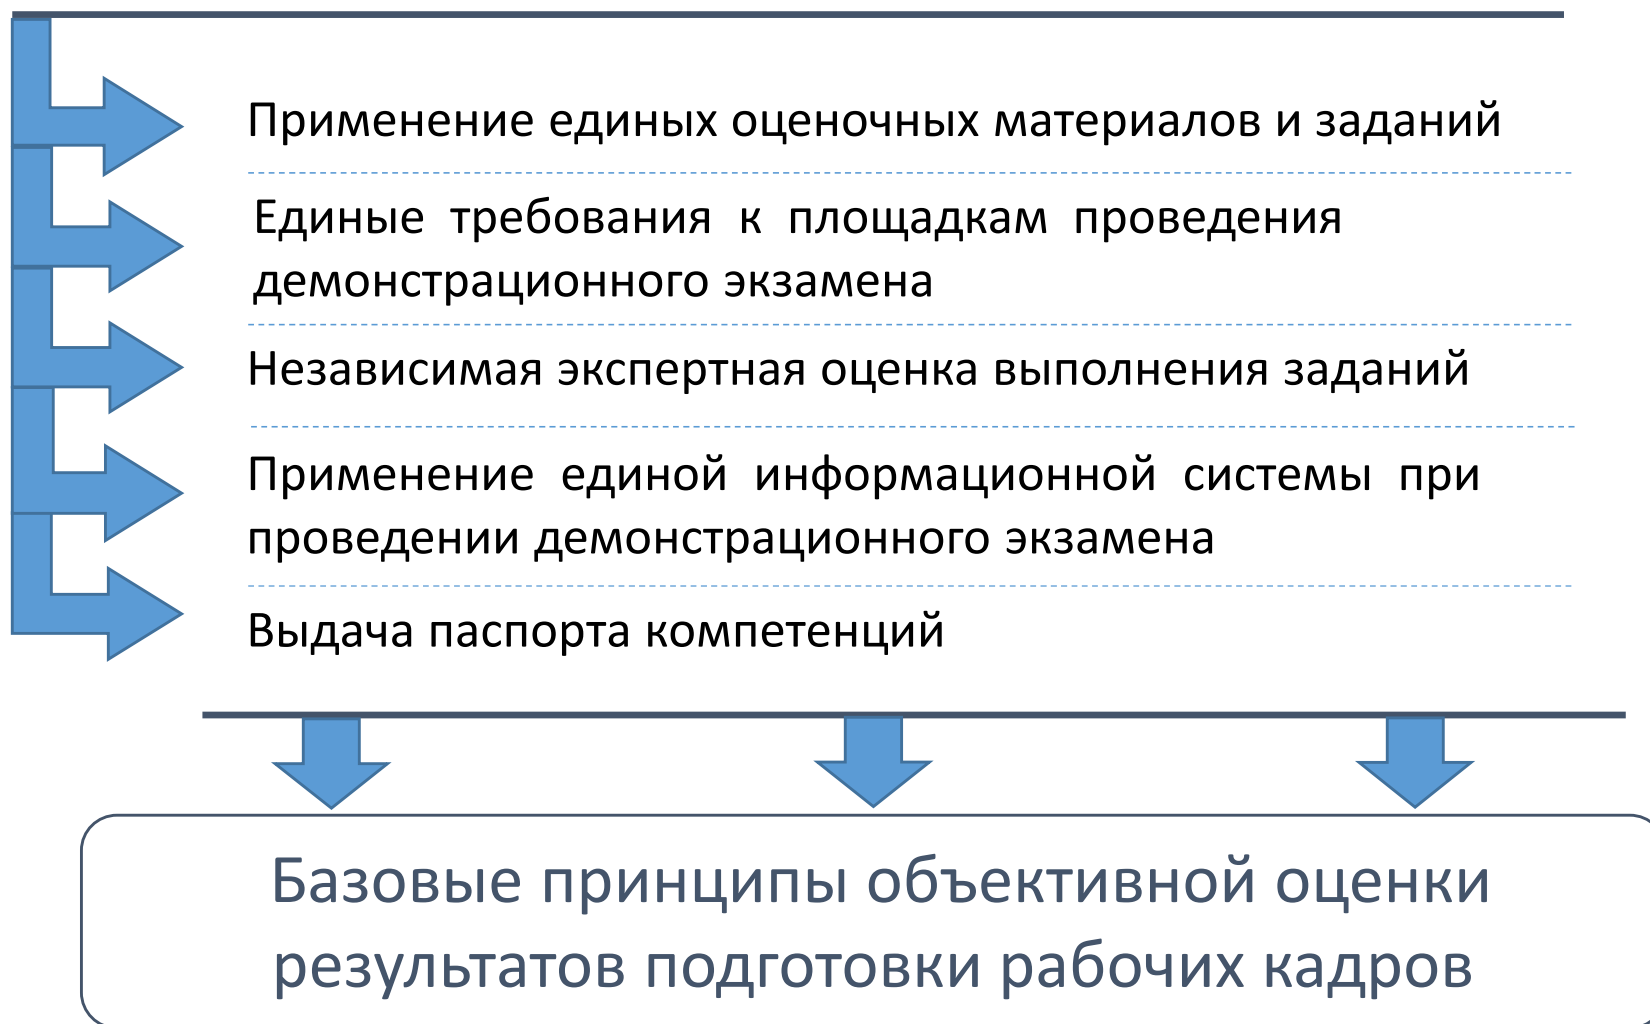 Применение единых оценочных материалов и заданий
Единые требования к площадкам проведения
демонстрационного экзамена
Независимая экспертная оценка выполнения заданий
Применение единой информационной системы при
проведении демонстрационного экзамена
Выдача паспорта компетенций
Базовые принципы объективной оценки
результатов подготовки рабочих кадров